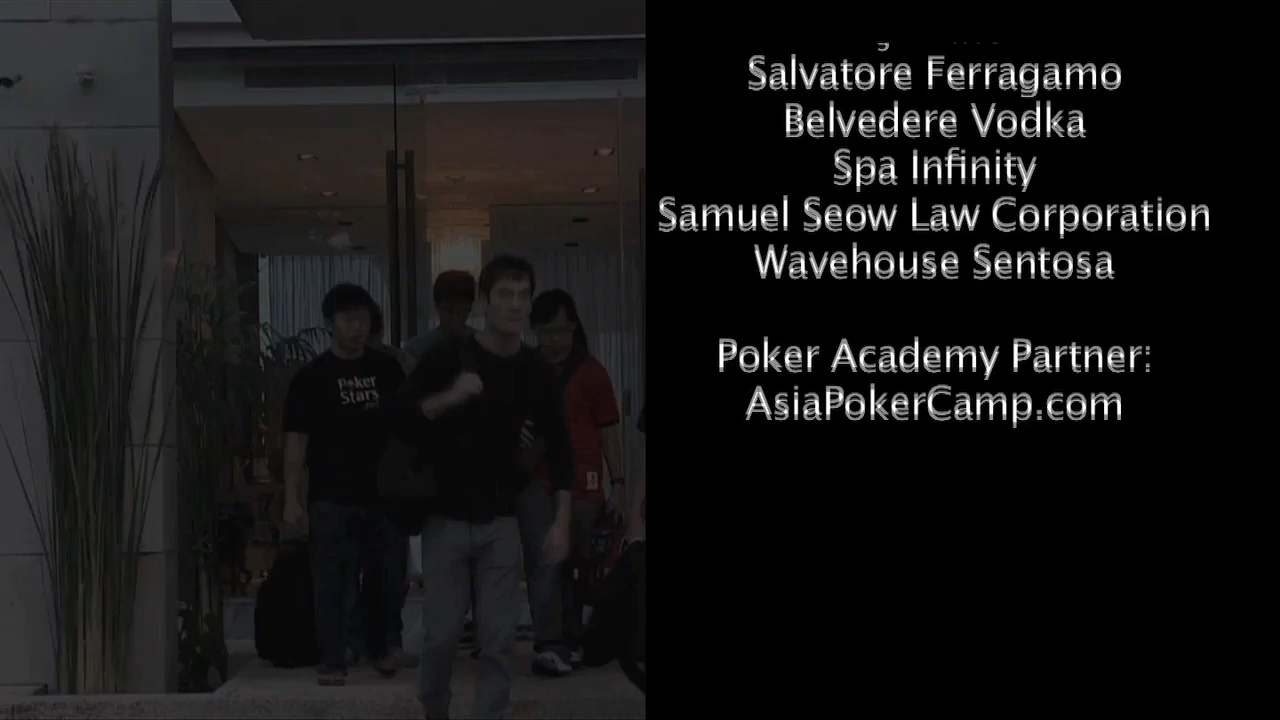 Salvatore Ferragamo
Belvedere Vodka
Spa Infinity
Samuel Seow Law Corporation
Wavehouse Sentosa
Poker Academy Partner:
AsiaPokerCamp.com
Poker
Stars